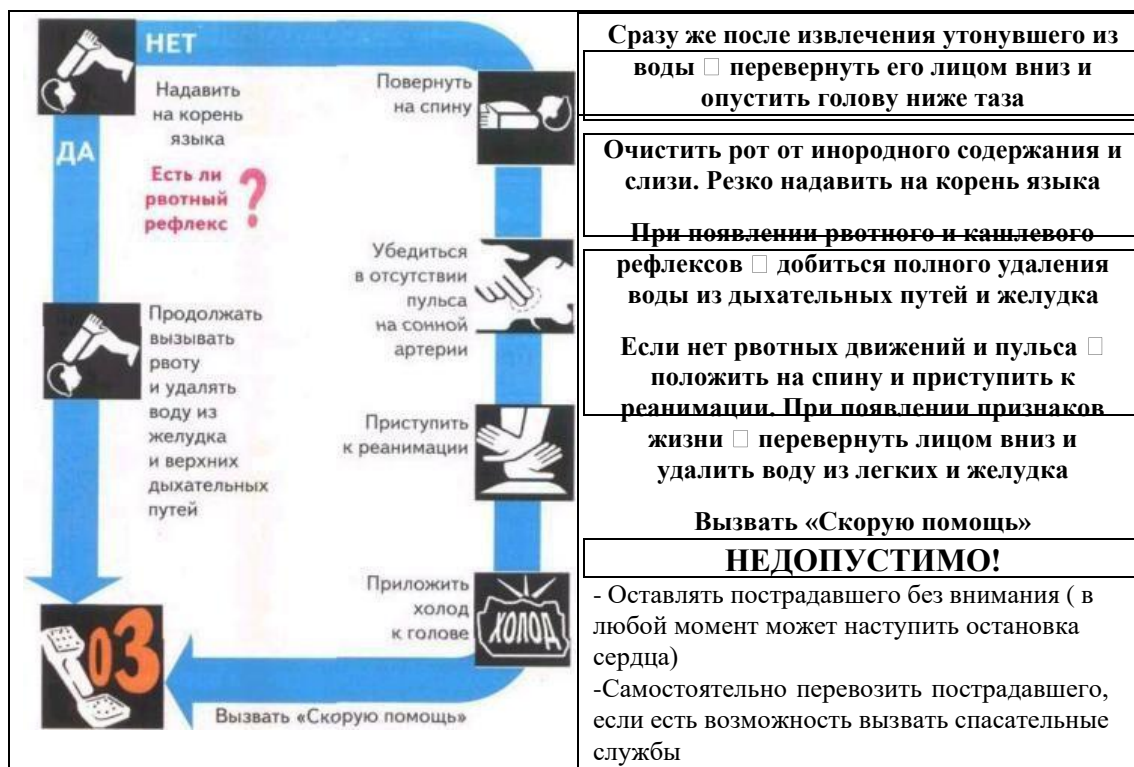 НЕТ
Надавить
на корень
языка
ДА
Есть ли
рвотный
рефлекс
?
Продолжать
вызывать
рвоту
и удалять
воду из
желудка
и верхних
дыхательных
путей
Повернуть
на спину
Убедиться
в отсутствии
пульса
на сонной
артерии
Приступить
к реанимации
Приложить
холод
к голове
ХОЛОД
03
Вызвать «Скорую помощь»
Сразу же после извлечения утонувшего из
воды □ перевернуть его лицом вниз и
опустить голову ниже таза
Очистить рот от инородного содержания и
слизи. Резко надавить на корень языка
При появлении рвотного и кашлевого
рефлексов □ добиться полного удаления
воды из дыхательных путей и желудка
Если нет рвотных движений и пульса □
положить на спину и приступить к
реанимации. При появлении признаков
жизни □ перевернуть лицом вниз и
удалить воду из легких и желудка
Вызвать «Скорую помощь»
НЕДОПУСТИМО!
- Оставлять пострадавшего без внимания ( в
любой момент может наступить остановка
сердца)
-Самостоятельно перевозить пострадавшего,
если есть возможность вызвать спасательные
службы